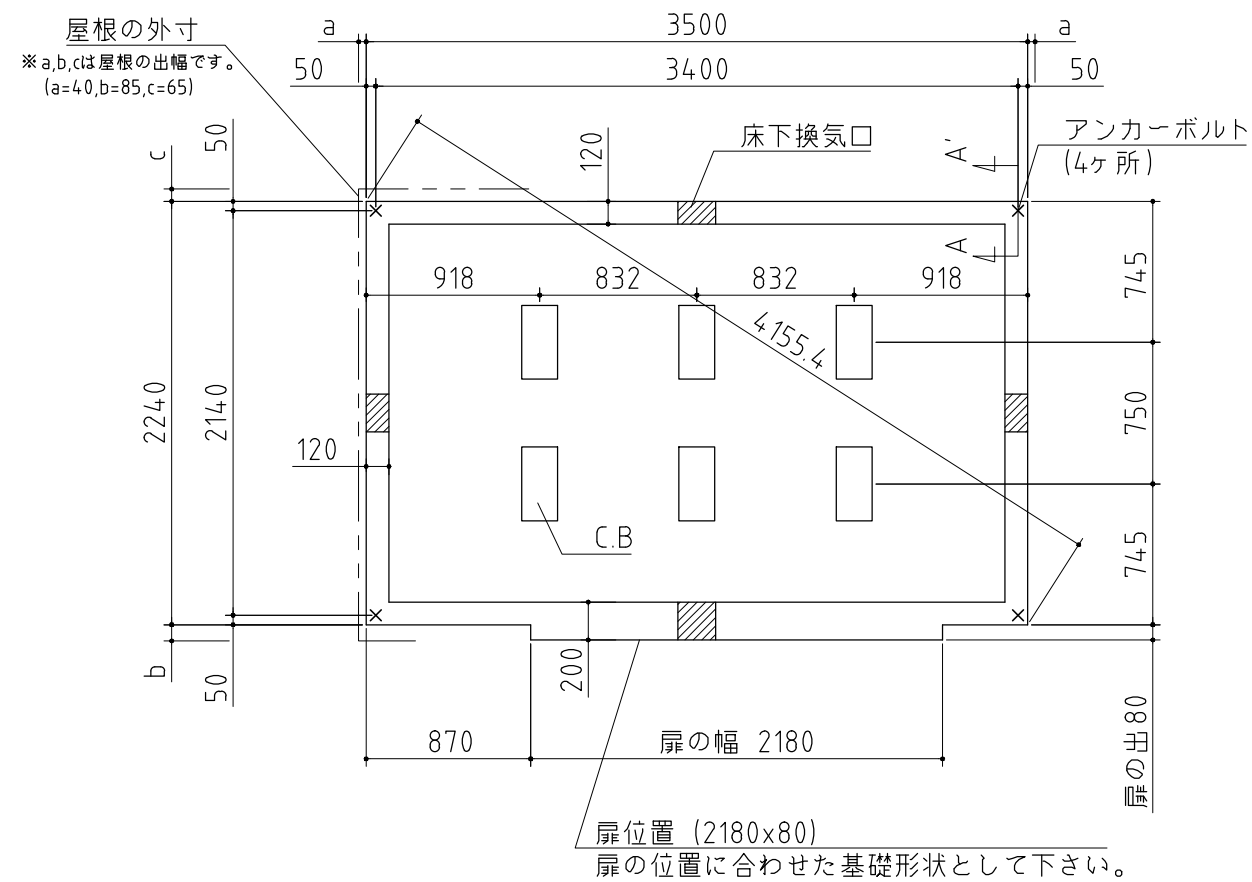 屋根の外寸
※a,b,cは屋根の出幅です。
(a=40,b=85,c=65)
a
3500
a
50
3400
50
アンカーボルト
(4ヶ所)
床下換気口
A'
A
c
50
120
918
832
832
918
4155.4
745
750
745
2240
2140
120
C.B
b
50
200
870
扉の幅 2180
扉の出80
扉位置 (2180x80)
扉の位置に合わせた基礎形状として下さい。